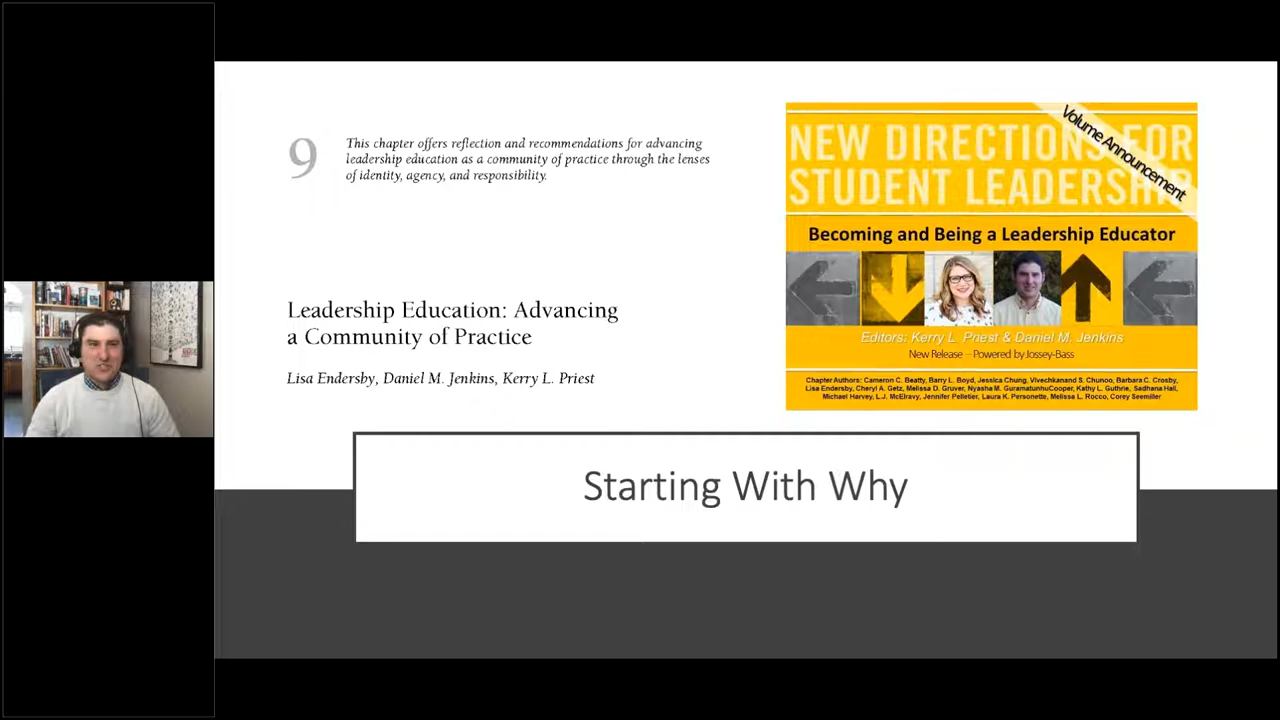 9
This chapter offers reflection and recommendations for advancing
leadership education as a community of practice through the lenses
of identity, agency, and responsibility.
Leadership Education: Advancing
a Community of Practice
Lisa Endersby, Daniel M. Jenkins, Kerry L. Priest
NEW DIRECTIONS FOR
STUDENT LEADERSHIP
Volume Announcement
Becoming and Being a Leadership Educator
Editors: Kerry L. Priest & Daniel M. Jenkins
New Release – Powered by Jossey-Bass
Chapter Authors: Cameron C. Beatty, Barry L. Boyd, Jessica Chung, Vivechkanand S. Chunoo, Barbara C. Crosby,
Lisa Endersby, Cheryl A. Getz, Melissa D. Gruver, Nyasha M. GuramatunhuCooper, Kathy L. Guthrie, Sadhana Hall,
Michael Harvey, L.J. McElravy, Jennifer Pelletier, Laura K. Personette, Melissa L. Rocco, Corey Seemiller
Starting With Why